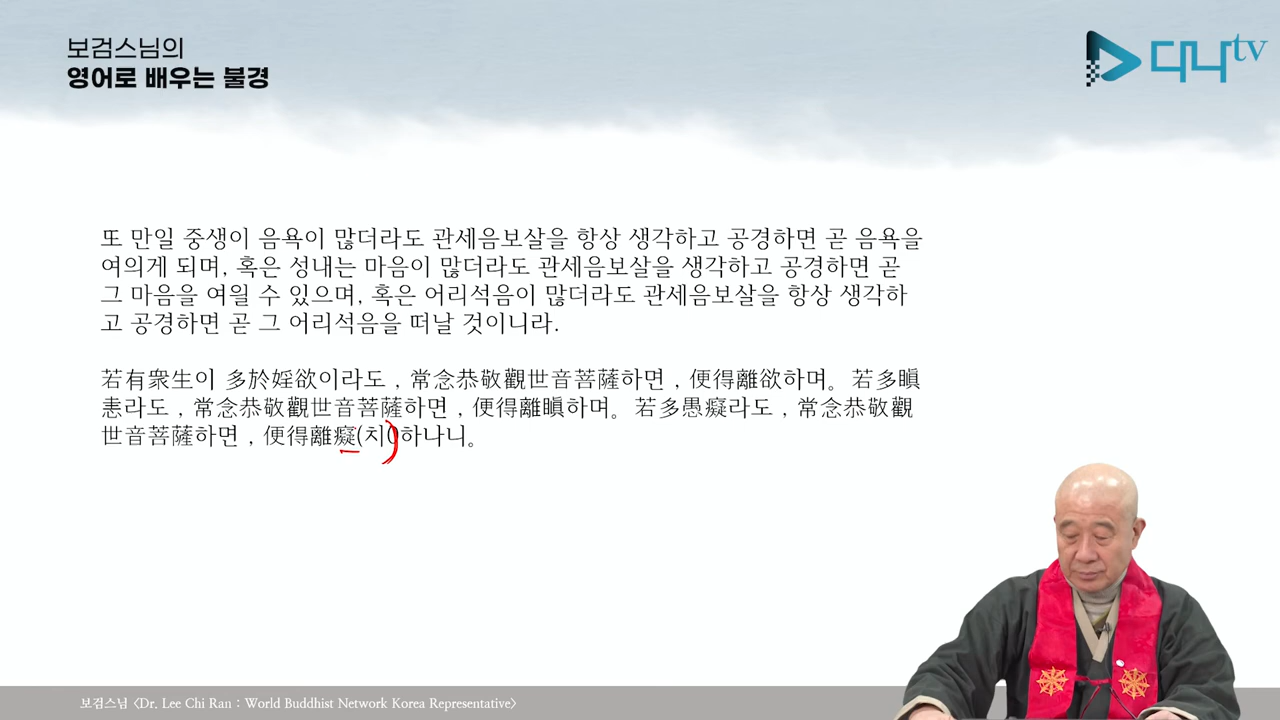 보검스님의
영어로 배우는 불경
디나tv
또 만일 중생이 음욕이 많더라도 관세음보살을 항상 생각하고 공경하면 곧 음욕을
여의게 되며, 혹은 성내는 마음이 많더라도 관세음보살을 생각하고 공경하면 곧
그 마음을 여윌 수 있으며, 혹은 어리석음이 많더라도 관세음보살을 항상 생각하
고 공경하면 곧 그 어리석음을 떠날 것이니라.
若有衆生이 多於婬欲이라도 , 常念恭敬觀世音菩薩하면 , 便得離欲하며。若多瞋
恚라도 , 常念恭敬觀世音菩薩하면 , 便得離瞋하며。若多愚癡라도 , 常念恭敬觀
世音菩薩하면 , 便得離癡(치)하나니。
보검스님 <Dr. Lee Chi Ran : World Buddhist Network Korea Representative>